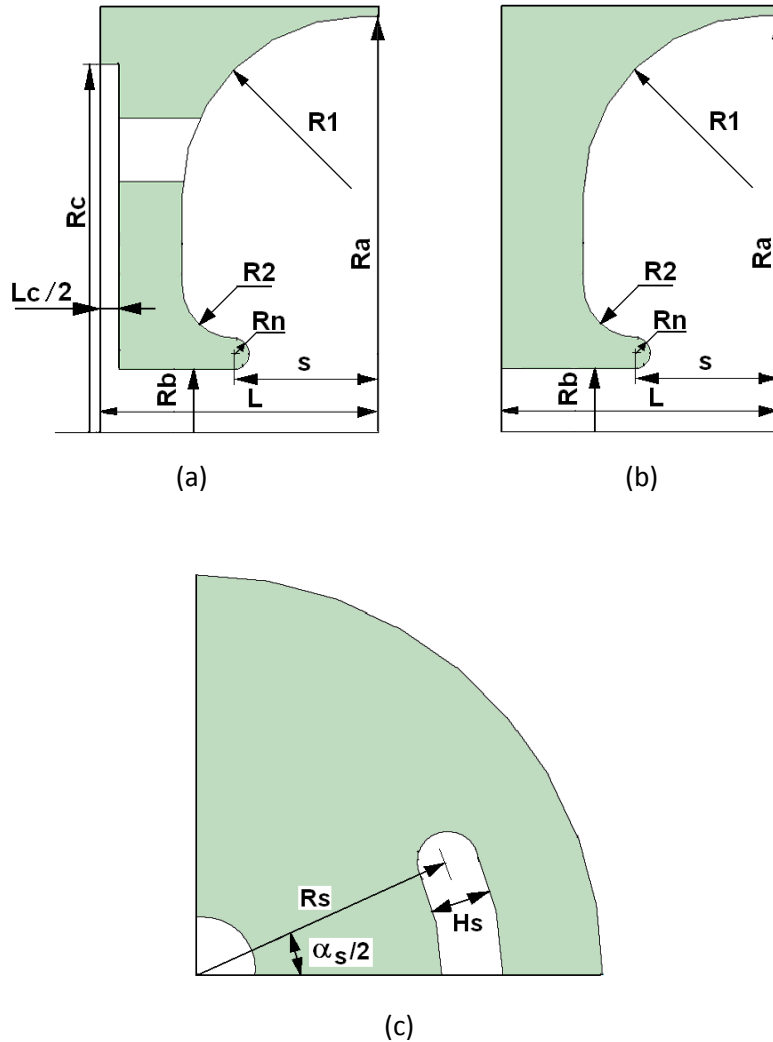 R1
Rc
Ra
R2
Lc/2
Rn
s
Rb
L
(a)
R1
Ra
R2
Rn
s
Rb
L
(b)
Rs
Hs
αs/2
(c)